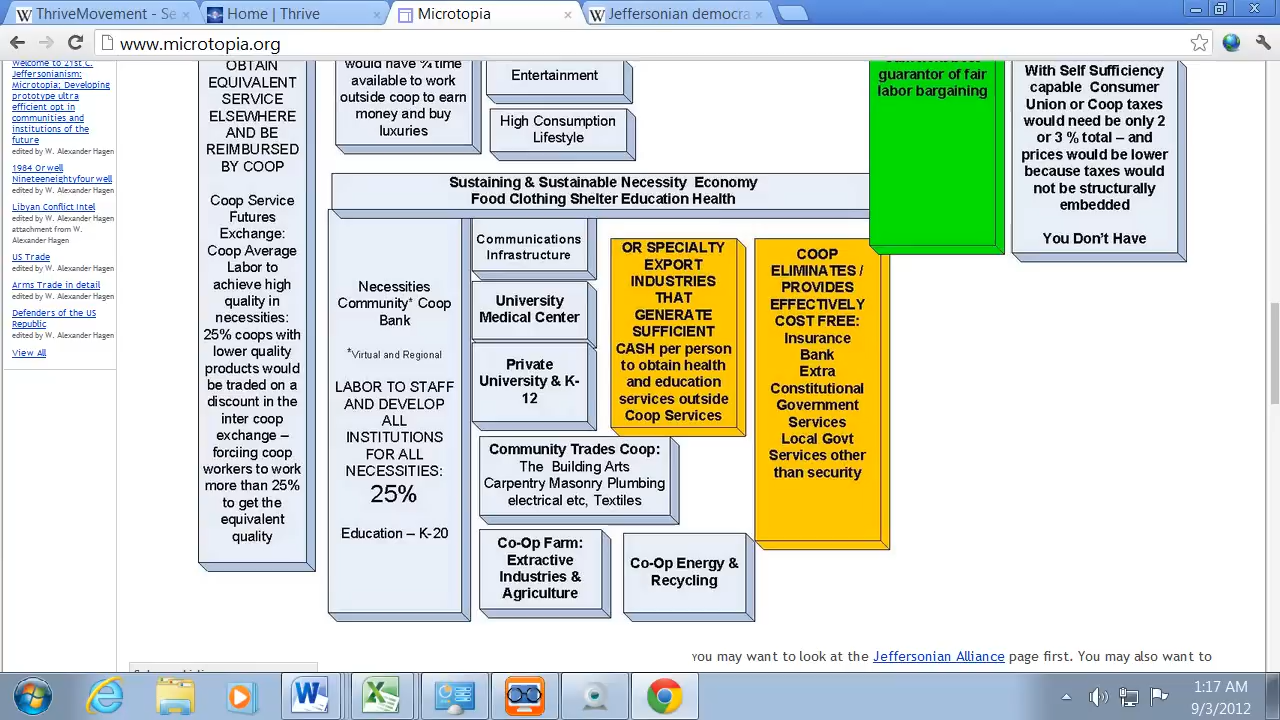 ThriveMovement - Se
Home | Thrive
Microtopia
Jeffersonian democra
www.microtopia.org
Welcome to 21st C.
Jeffersonianism:
Microtopia; Developing
prototype ultra
efficient opt in
communities and
institutions of the
future
edited by W. Alexander Hagen
1984 Or well
Nineteeneightyfour well
edited by W. Alexander Hagen
Libyan Conflict Intel
edited by W. Alexander Hagen
attachment from W.
Alexander Hagen
US Trade
edited by W. Alexander Hagen
Arms Trade in detail
edited by W. Alexander Hagen
Defenders of the US
Republic
edited by W. Alexander Hagen
View All
OBTAIN
EQUIVALENT
SERVICE
ELSEWHERE
AND BE
REIMBURSED
BY COOP
Coop Service
Futures
Exchange:
Coop Average
Labor to
achieve high
quality in
necessities:
25% coops with
lower quality
products would
be traded on a
discount in the
inter coop
exchange –
forciing coop
workers to work
more than 25%
to get the
equivalent
quality
would have ¾ time
available to work
outside coop to earn
money and buy
luxuries
Entertainment
High Consumption
Lifestyle
guarantor of fair
labor bargaining
With Self Sufficiency
capable Consumer
Union or Coop taxes
would need be only 2
or 3 % total – and
prices would be lower
because taxes would
not be structurally
embedded
You Don't Have
Sustaining & Sustainable Necessity Economy
Food Clothing Shelter Education Health
Necessities
Community* Coop
Bank
*Virtual and Regional
LABOR TO STAFF
AND DEVELOP
ALL
INSTITUTIONS
FOR ALL
NECESSITIES:
25%
Education – K-20
Communications
Infrastructure
University
Medical Center
Private
University & K-
12
OR SPECIALTY
EXPORT
INDUSTRIES
THAT
GENERATE
SUFFICIENT
CASH per person
to obtain health
and education
services outside
Coop Services
COOP
ELIMINATES /
PROVIDES
EFFECTIVELY
COST FREE:
Insurance
Bank
Extra
Constitutional
Government
Services
Local Govt
Services other
than security
Community Trades Coop:
The Building Arts
Carpentry Masonry Plumbing
electrical etc, Textiles
Co-Op Farm:
Extractive
Industries &
Agriculture
Co-Op Energy &
Recycling
you may want to look at the Jeffersonian Alliance page first. You may also want to
1:17 AM
9/3/2012